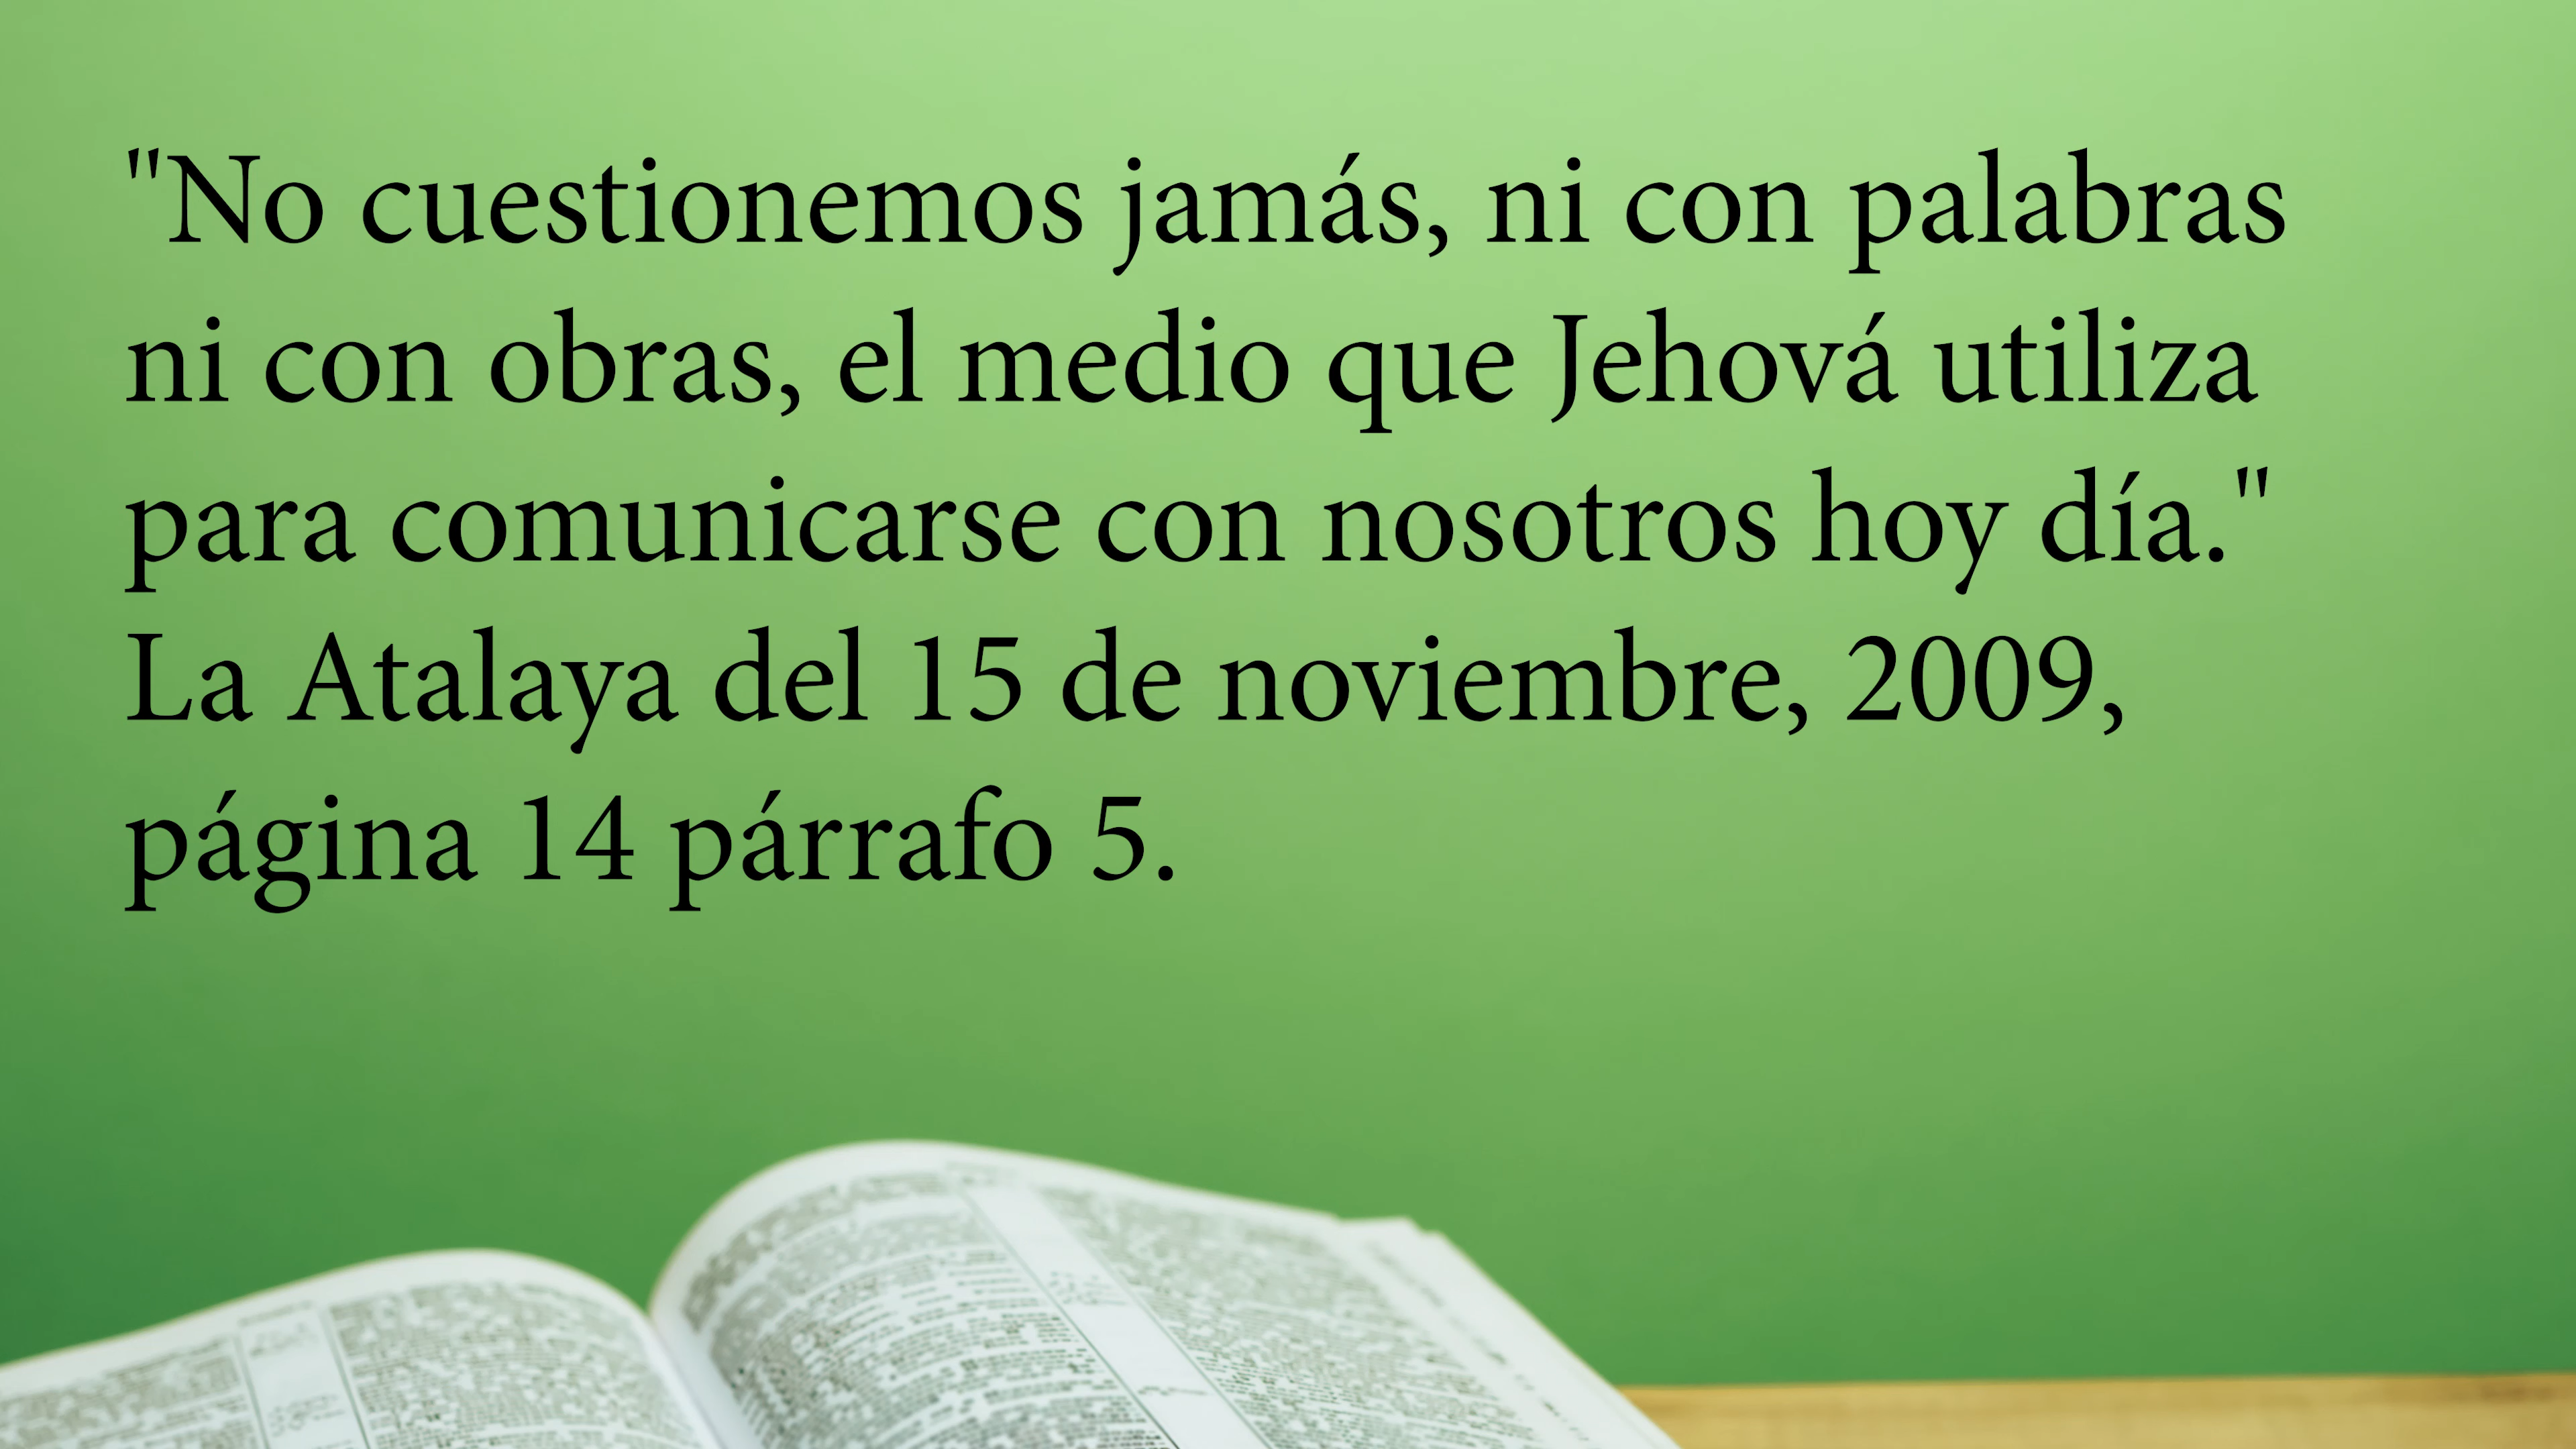 "No cuestionemos jamás, ni con palabras
ni con obras, el medio que Jehová utiliza
para comunicarse con nosotros hoy día."
La Atalaya del 15 de noviembre, 2009,
página 14 párrafo 5.